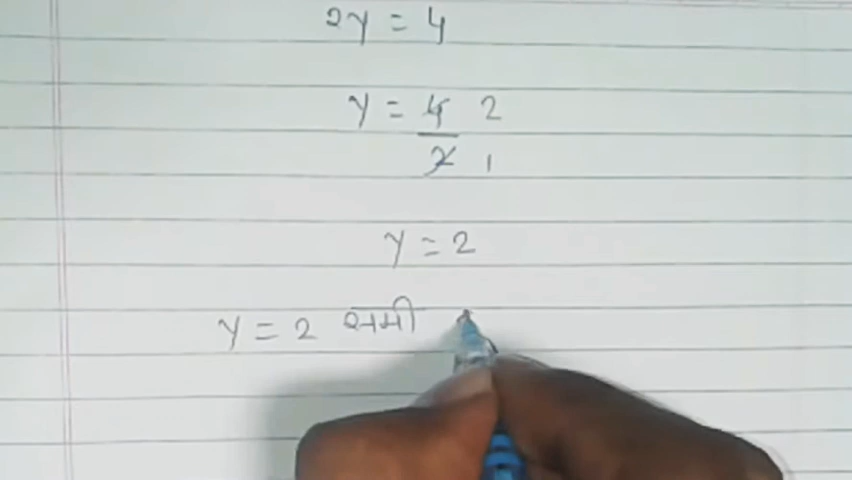 2y = 4
y = 4 2
2 1
y = 2
y = 2 समी